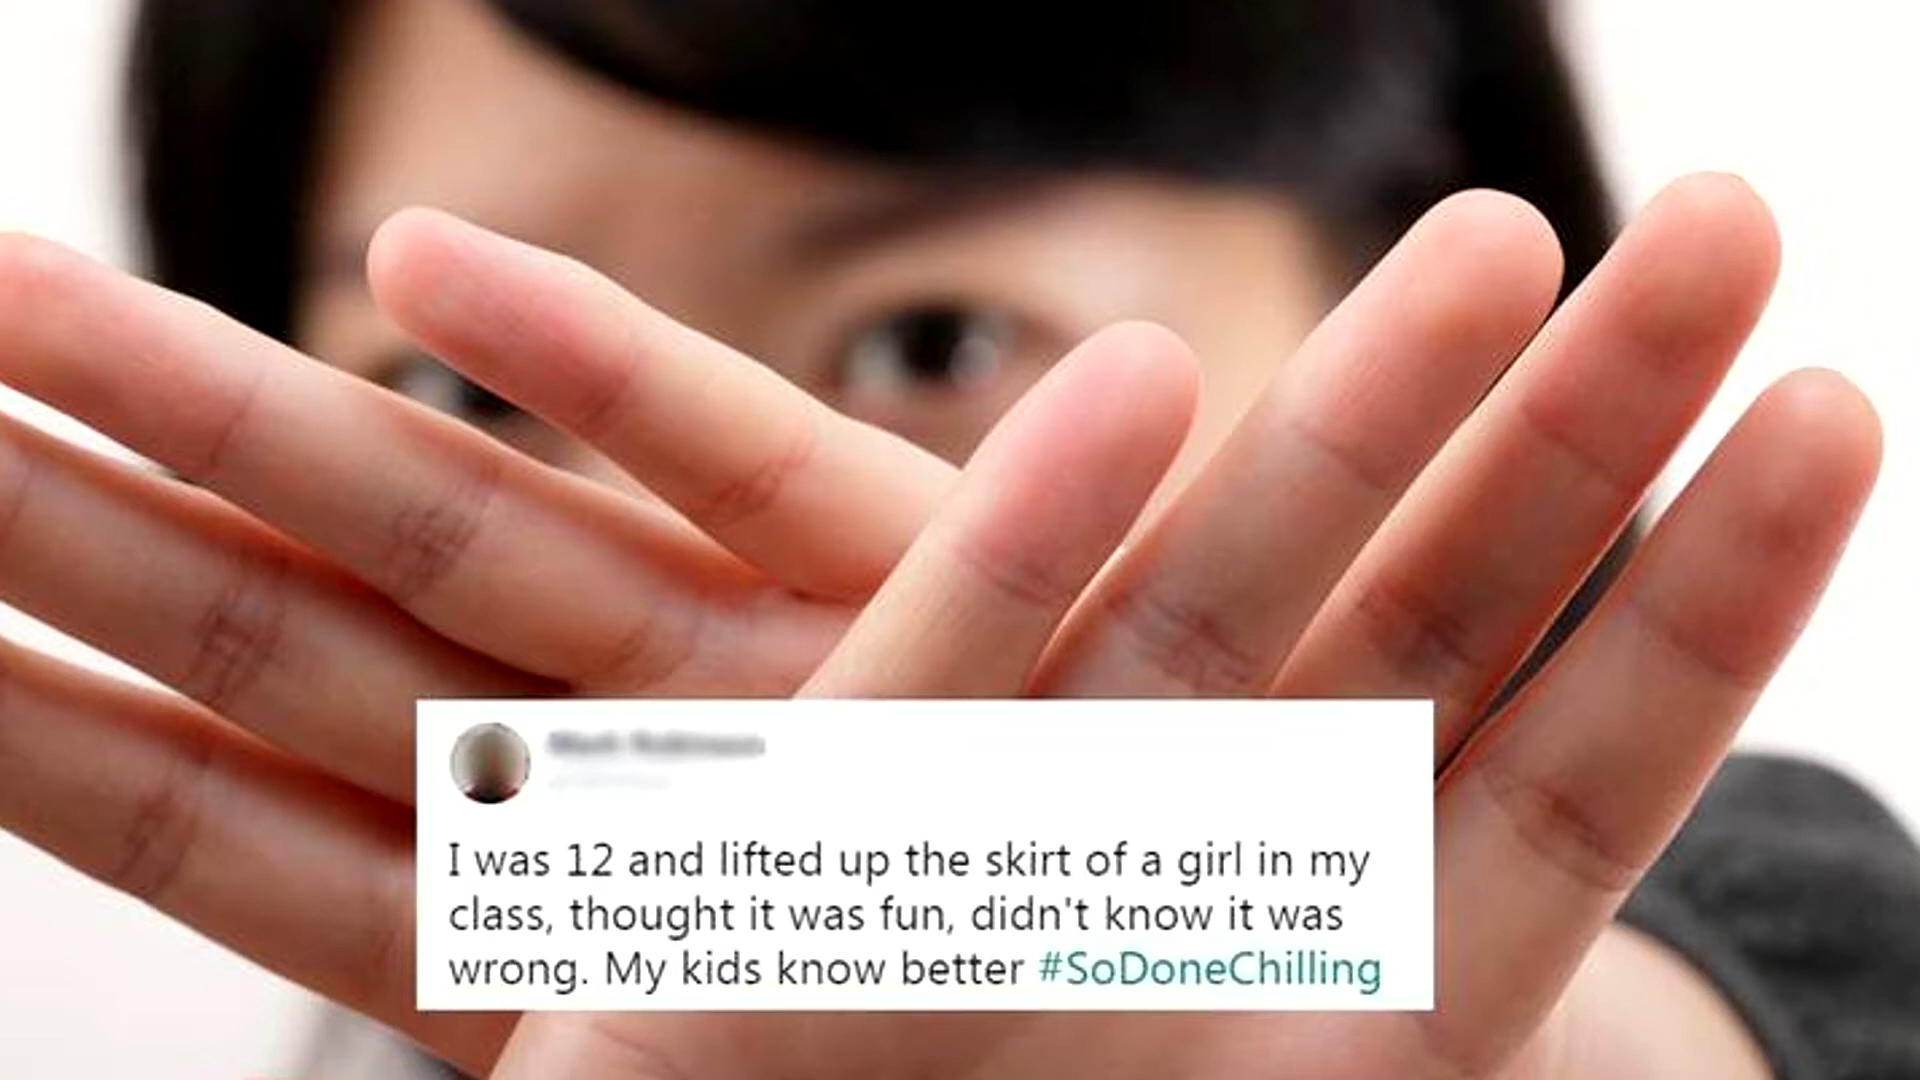 I was 12 and lifted up the skirt of a girl in my
class, thought it was fun, didn't know it was
wrong. My kids know better #SoDoneChilling